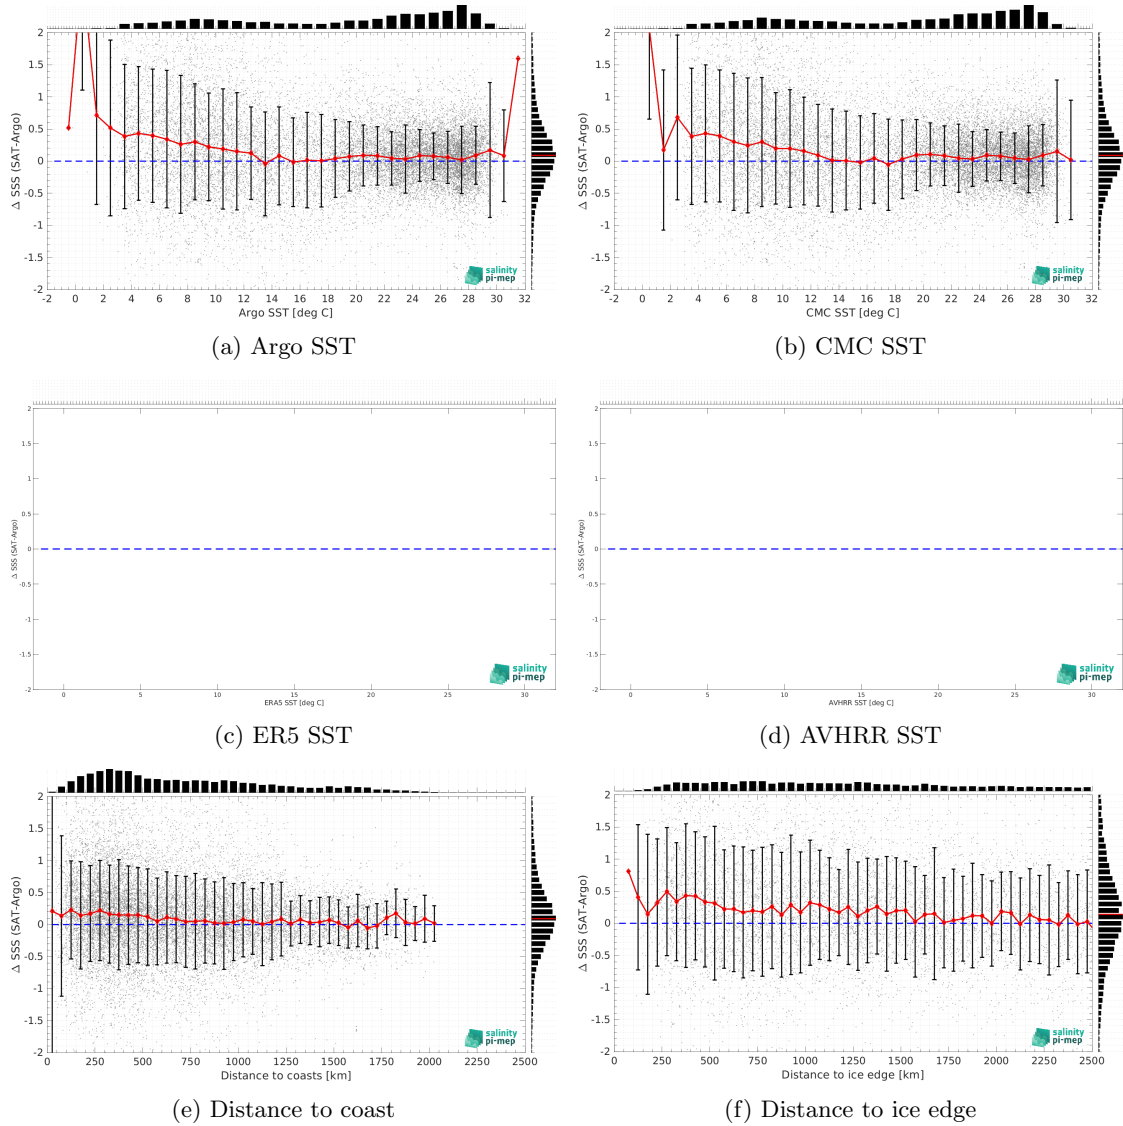 2
1.5
1
0.5
0
-0.5
-1
-1.5
-2
Δ SSS (SAT-Argo)
-2 0 2 4 6 8 10 12 14 16 18 20 22 24 26 28 30 32
Argo SST [deg C]
salinity
pi-mep
(a) Argo SST
2
1.5
1
0.5
0
-0.5
-1
-1.5
-2
Δ SSS (SAT-Argo)
-2 0 2 4 6 8 10 12 14 16 18 20 22 24 26 28 30 32
CMC SST [deg C]
salinity
pi-mep
(b) CMC SST
2
1.5
1
0.5
0
-0.5
-1
-1.5
-2
Δ SSS (SAT-Argo)
0 5 10 15 20 25 30
ERA5 SST [deg C]
salinity
pi-mep
(c) ER5 SST
2
1.5
1
0.5
0
-0.5
-1
-1.5
-2
Δ SSS (SAT-Argo)
0 5 10 15 20 25 30
AVHRR SST [deg C]
salinity
pi-mep
(d) AVHRR SST
2
1.5
1
0.5
0
-0.5
-1
-1.5
-2
Δ SSS (SAT-Argo)
0 250 500 750 1000 1250 1500 1750 2000 2250 2500
Distance to coasts [km]
salinity
pi-mep
(e) Distance to coast
2
1.5
1
0.5
0
-0.5
-1
-1.5
-2
Δ SSS (SAT-Argo)
0 250 500 750 1000 1250 1500 1750 2000 2250 2500
Distance to ice edge [km]
salinity
pi-mep
(f) Distance to ice edge